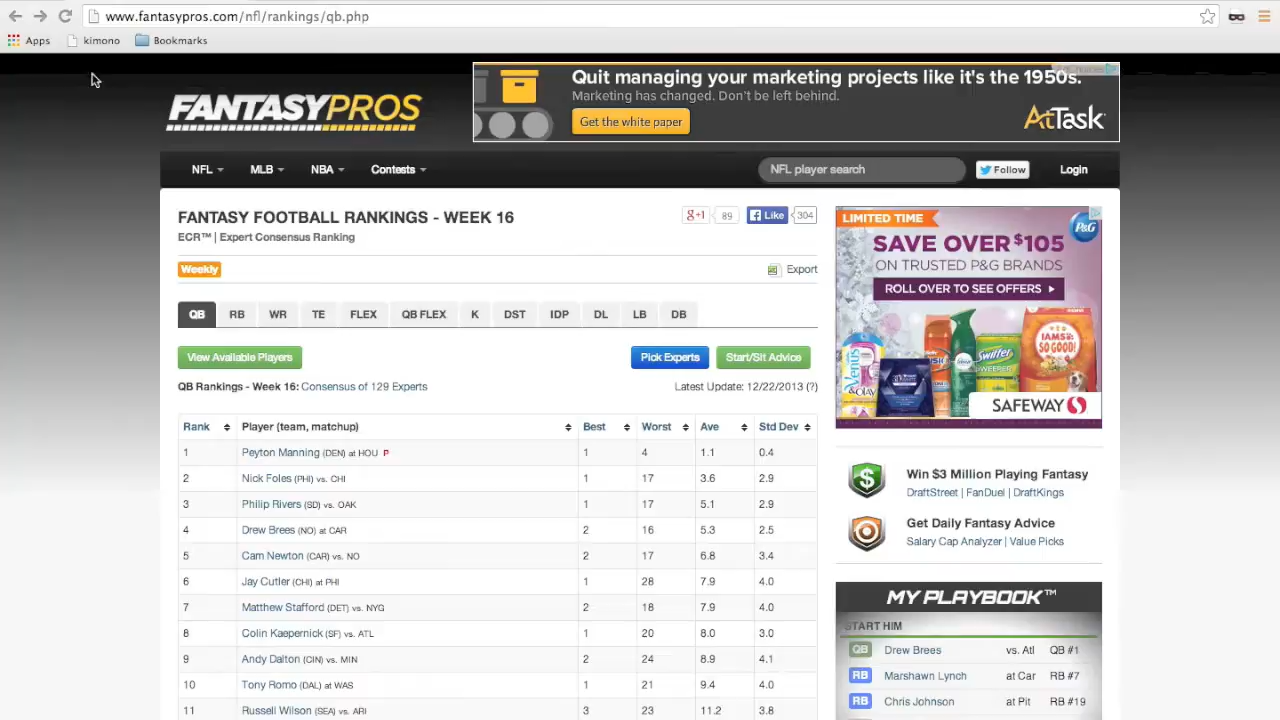 www.fantasypros.com/nfl/rankings/qb.php
Apps kimono Bookmarks
FANTASYPROS
Quit managing your marketing projects like it's the 1950s.
Marketing has changed. Don't be left behind.
Get the white paper
AtTask
NFL MLB NBA Contests NFL player search Follow Login
FANTASY FOOTBALL RANKINGS - WEEK 16
g+1 89 Like 304
ECR™ | Expert Consensus Ranking
Weekly Export
QB RB WR TE FLEX QB FLEX K DST IDP DL LB DB
View Available Players Pick Experts Start/Sit Advice
QB Rankings - Week 16: Consensus of 129 Experts Latest Update: 12/22/2013 (?)
Rank Player (team, matchup) Best Worst Ave Std Dev
1 Peyton Manning (DEN) at HOU P 1 4 1.1 0.4
2 Nick Foles (PHI) vs. CHI 1 17 3.6 2.9
3 Philip Rivers (SD) vs. OAK 1 17 5.1 2.9
4 Drew Brees (NO) at CAR 2 16 5.3 2.5
5 Cam Newton (CAR) vs. NO 2 17 6.8 3.4
6 Jay Cutler (CHI) at PHI 1 28 7.9 4.0
7 Matthew Stafford (DET) vs. NYG 2 18 7.9 4.0
8 Colin Kaepernick (SF) vs. ATL 1 20 8.0 3.0
9 Andy Dalton (CIN) vs. MIN 2 24 8.9 4.1
10 Tony Romo (DAL) at WAS 1 21 9.4 4.0
11 Russell Wilson (SEA) vs. ARI 3 23 11.2 3.8
LIMITED TIME
P&G
SAVE OVER $105
ON TRUSTED P&G BRANDS
ROLL OVER TO SEE OFFERS
Venus
& OLAY
Swiffer
SWEEPER
IAMS
SO GOOD!
SAFEWAY
Win $3 Million Playing Fantasy
DraftStreet | FanDuel | DraftKings
Get Daily Fantasy Advice
Salary Cap Analyzer | Value Picks
MY PLAYBOOK™
START HIM
QB Drew Brees vs. Atl QB #1
RB Marshawn Lynch at Car RB #7
RB Chris Johnson at Pit RB #19